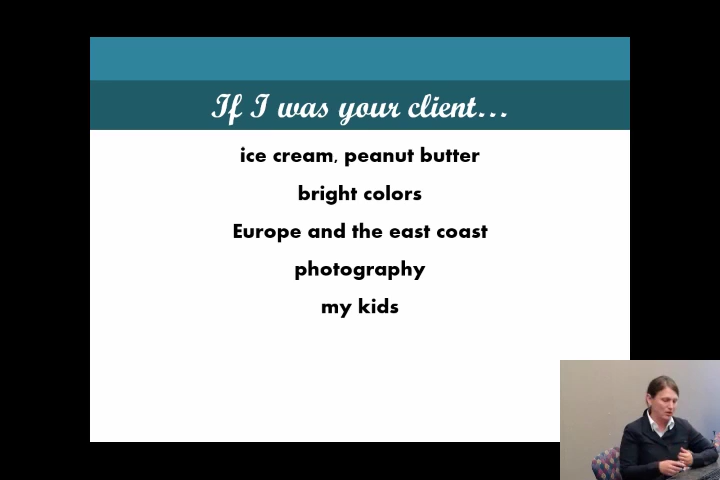 If I was your client...
ice cream, peanut butter
bright colors
Europe and the east coast
photography
my kids